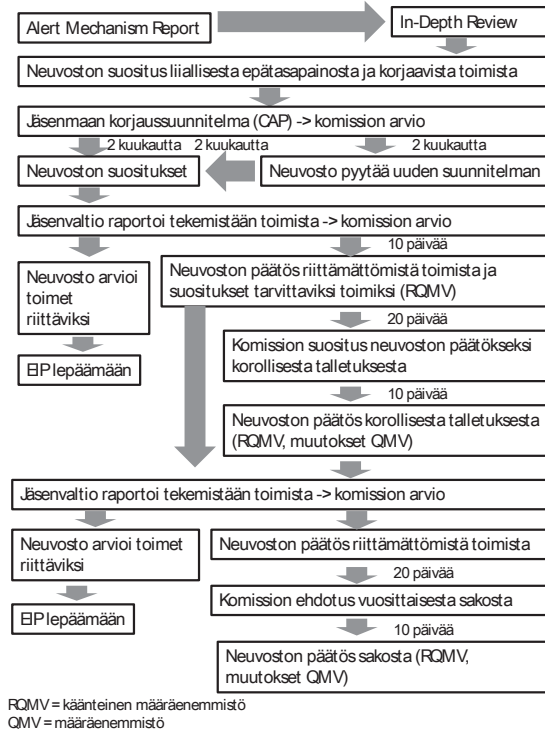 Alert Mechanism Report
In-Depth Review
Neuvoston suositus liiallisesta epätasapainosta ja korjaavista toimista
Jäsenmaan korjaussuunnitelma (CAP) -> komission arvio
2 kuukautta
2 kuukautta
2 kuukautta
Neuvoston suositukset
Neuvosto pyytää uuden suunnitelman
Jäsenvaltio raportoi tekemistään toimista -> komission arvio
10 päivää
Neuvosto arvioi
toimet
riittäviksi
Neuvoston päätös riittämättömistä toimista ja
suositukset tarvittaviksi toimiksi (RQMV)
20 päivää
EIP lepäämään
Komission suositus neuvoston päätökseksi
korollisesta talletuksesta
10 päivää
Neuvoston päätös korollisesta talletuksesta
(RQMV, muutokset QMV)
Jäsenvaltio raportoi tekemistään toimista -> komission arvio
Neuvosto arvioi toimet
riittäviksi
Neuvoston päätös riittämättömistä toimista
20 päivää
EIP lepäämään
Komission ehdotus vuosittaisesta sakosta
10 päivää
Neuvoston päätös sakosta (RQMV,
muutokset QMV)
RQMV = käänteinen määräenemmistö
QMV = määräenemmistö